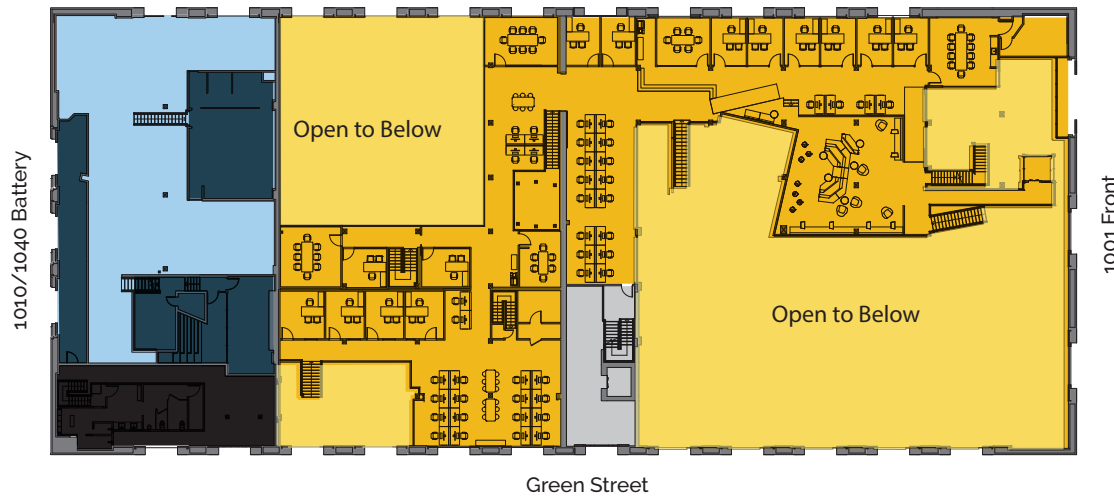 Open to Below
1010/1040 Battery
1001 Front
Open to Below
Green Street